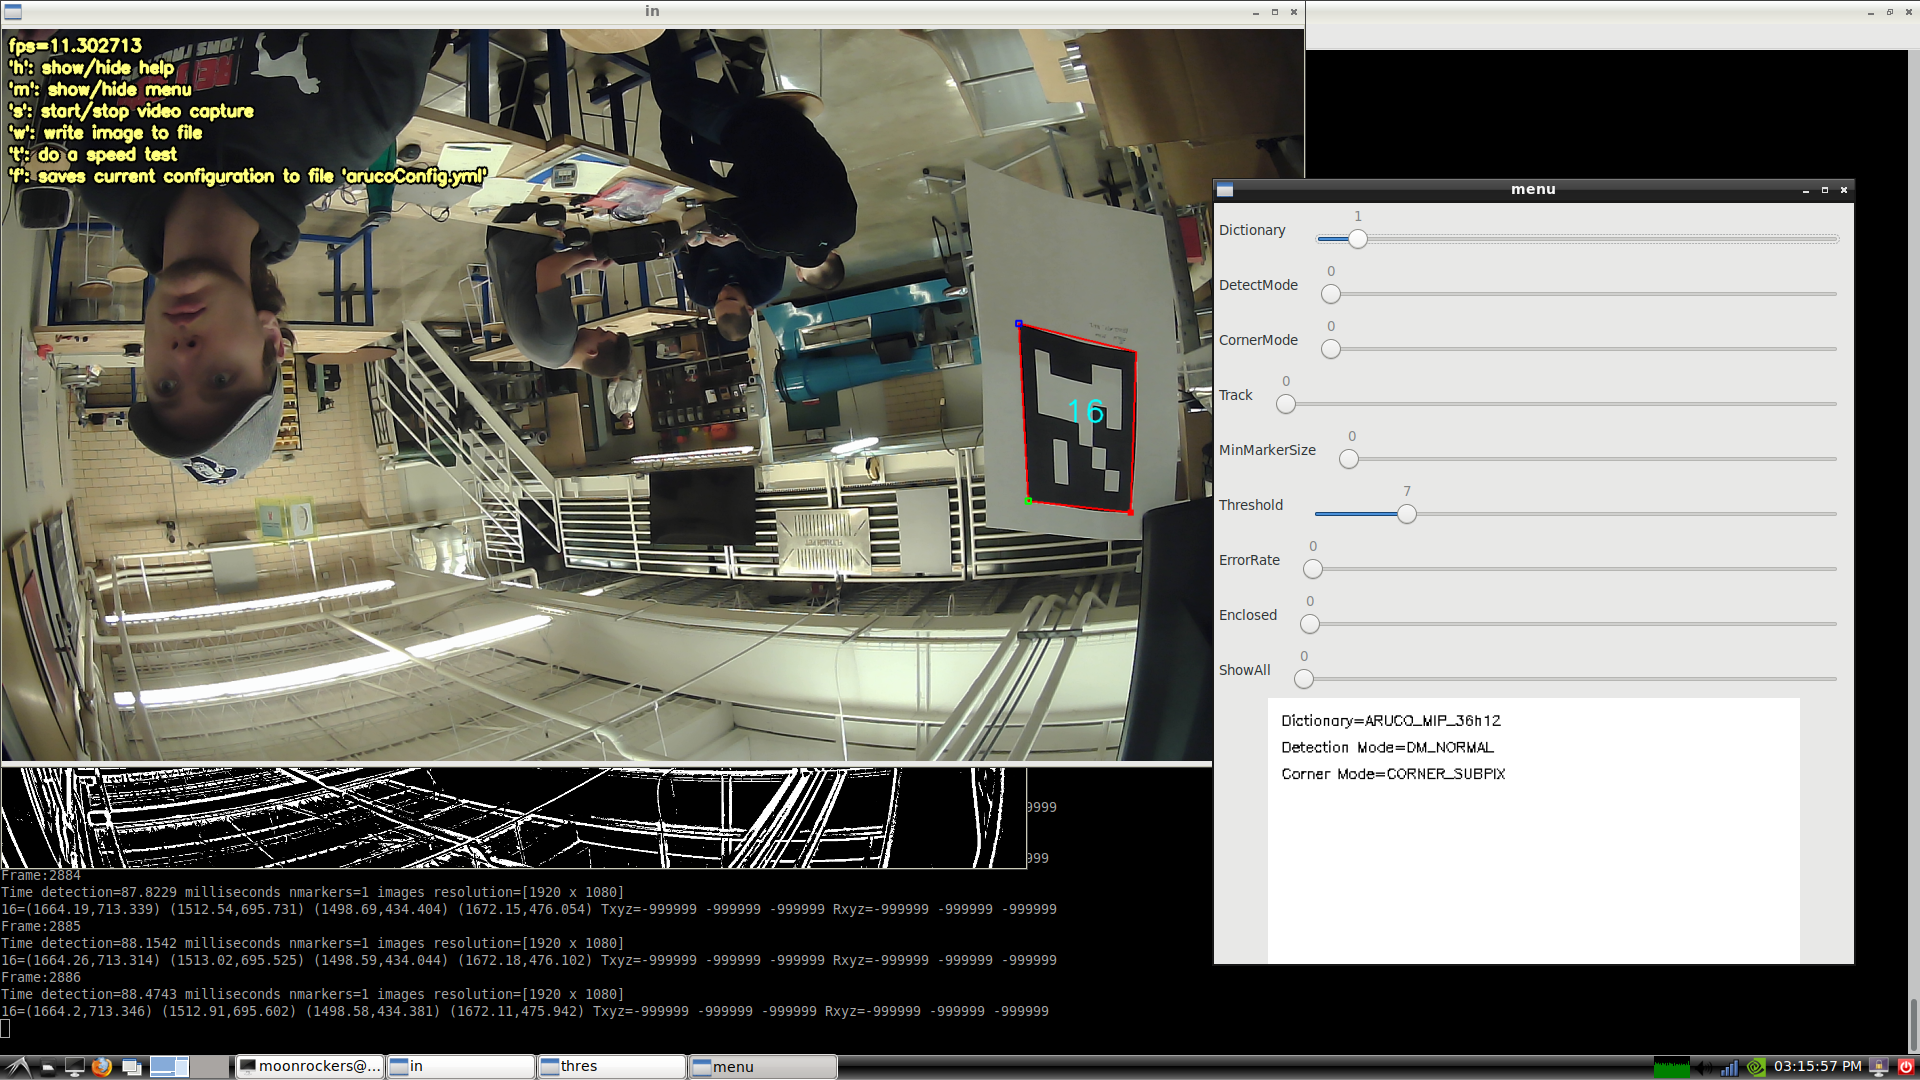 in
fps=11.302713
'h': show/hide help
'm': show/hide menu
's': start/stop video capture
'w': write image to file
't': do a speed test
'f': saves current configuration to file 'arucoConfig.yml'
16
menu
Dictionary 1
DetectMode 0
CornerMode 0
Track 0
MinMarkerSize 0
Threshold 7
ErrorRate 0
Enclosed 0
ShowAll 0
Dictionary=ARUCO_MIP_36h12
Detection Mode=DM_NORMAL
Corner Mode=CORNER_SUBPIX
9999
999
Frame:2884
Time detection=87.8229 milliseconds nmarkers=1 images resolution=[1920 x 1080]
16=(1664.19,713.339) (1512.54,695.731) (1498.69,434.404) (1672.15,476.054) Txyz=-999999 -999999 -999999 Rxyz=-999999 -999999 -999999
Frame:2885
Time detection=88.1542 milliseconds nmarkers=1 images resolution=[1920 x 1080]
16=(1664.26,713.314) (1513.02,695.525) (1498.59,434.044) (1672.18,476.102) Txyz=-999999 -999999 -999999 Rxyz=-999999 -999999 -999999
Frame:2886
Time detection=88.4743 milliseconds nmarkers=1 images resolution=[1920 x 1080]
16=(1664.2,713.346) (1512.91,695.602) (1498.58,434.381) (1672.11,475.942) Txyz=-999999 -999999 -999999 Rxyz=-999999 -999999 -999999
moonrockers@...
in
thres
menu
03:15:57 PM